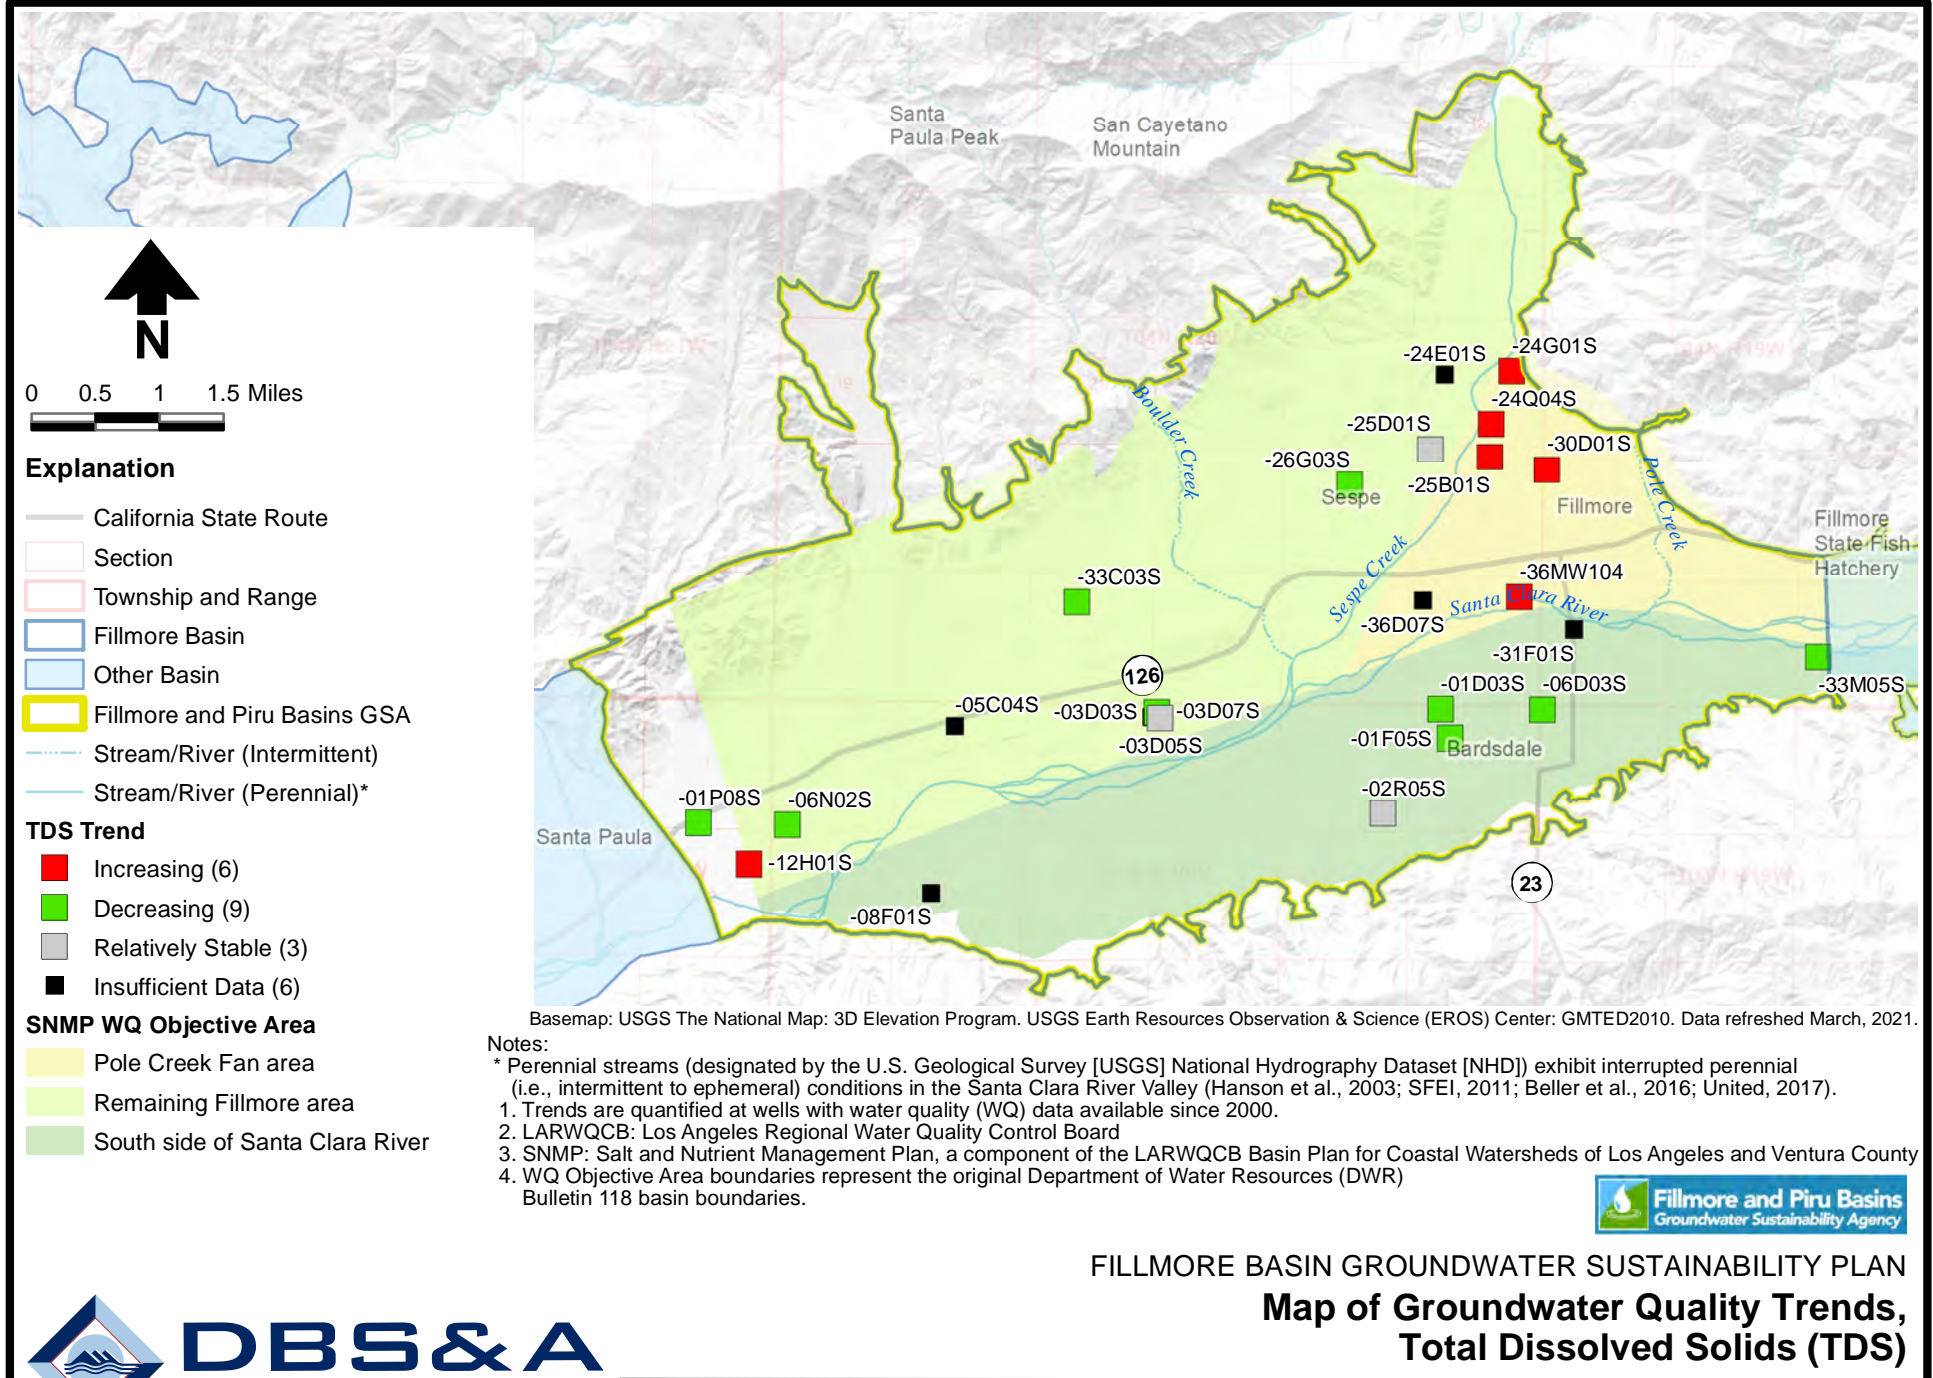 Santa
Paula Peak
San Cayetano
Mountain
N
0 0.5 1 1.5 Miles
Explanation
California State Route
Section
Township and Range
Fillmore Basin
Other Basin
Fillmore and Piru Basins GSA
Stream/River (Intermittent)
Stream/River (Perennial)*
TDS Trend
Increasing (6)
Decreasing (9)
Relatively Stable (3)
Insufficient Data (6)
SNMP WQ Objective Area
Pole Creek Fan area
Remaining Fillmore area
South side of Santa Clara River
-24E01S
-24G01S
-24Q04S
-25D01S
-30D01S
-26G03S
-25B01S
Sespe
Fillmore
Boulder Creek
Pole Creek
Fillmore
State Fish
Hatchery
Sespe Creek
-33C03S
-36MW104
Santa Clara River
-36D07S
-31F01S
126
-01D03S
-06D03S
-33M05S
-05C04S
-03D03S
-03D07S
-03D05S
-01F05S
Bardsdale
-02R05S
-01P08S
-06N02S
Santa Paula
-12H01S
-08F01S
23
Basemap: USGS The National Map: 3D Elevation Program. USGS Earth Resources Observation & Science (EROS) Center: GMTED2010. Data refreshed March, 2021.
Notes:
* Perennial streams (designated by the U.S. Geological Survey [USGS] National Hydrography Dataset [NHD]) exhibit interrupted perennial
(i.e., intermittent to ephemeral) conditions in the Santa Clara River Valley (Hanson et al., 2003; SFEI, 2011; Beller et al., 2016; United, 2017).
1. Trends are quantified at wells with water quality (WQ) data available since 2000.
2. LARWQCB: Los Angeles Regional Water Quality Control Board
3. SNMP: Salt and Nutrient Management Plan, a component of the LARWQCB Basin Plan for Coastal Watersheds of Los Angeles and Ventura County
4. WQ Objective Area boundaries represent the original Department of Water Resources (DWR)
Bulletin 118 basin boundaries.
Fillmore and Piru Basins
Groundwater Sustainability Agency
FILLMORE BASIN GROUNDWATER SUSTAINABILITY PLAN
Map of Groundwater Quality Trends,
Total Dissolved Solids (TDS)
DBS&A